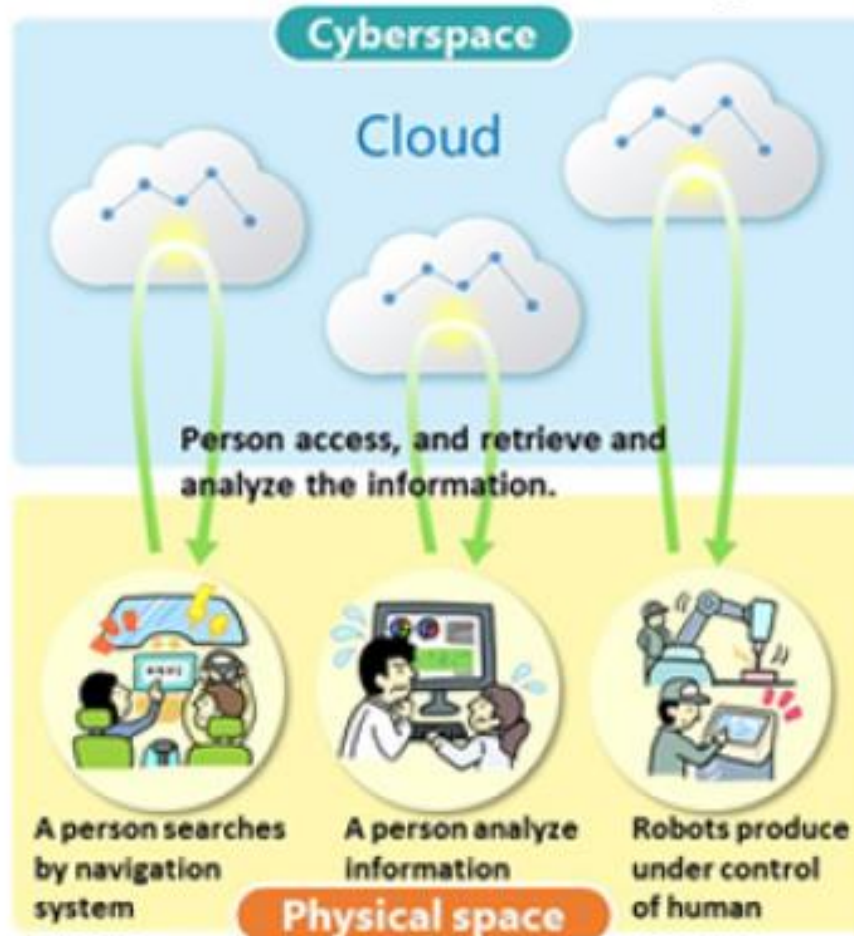 Cyberspace
Cloud
Person access, and retrieve and
analyze the information.
A person searches
by navigation
system
A person analyze
information
Robots produce
under control
of human
Physical space